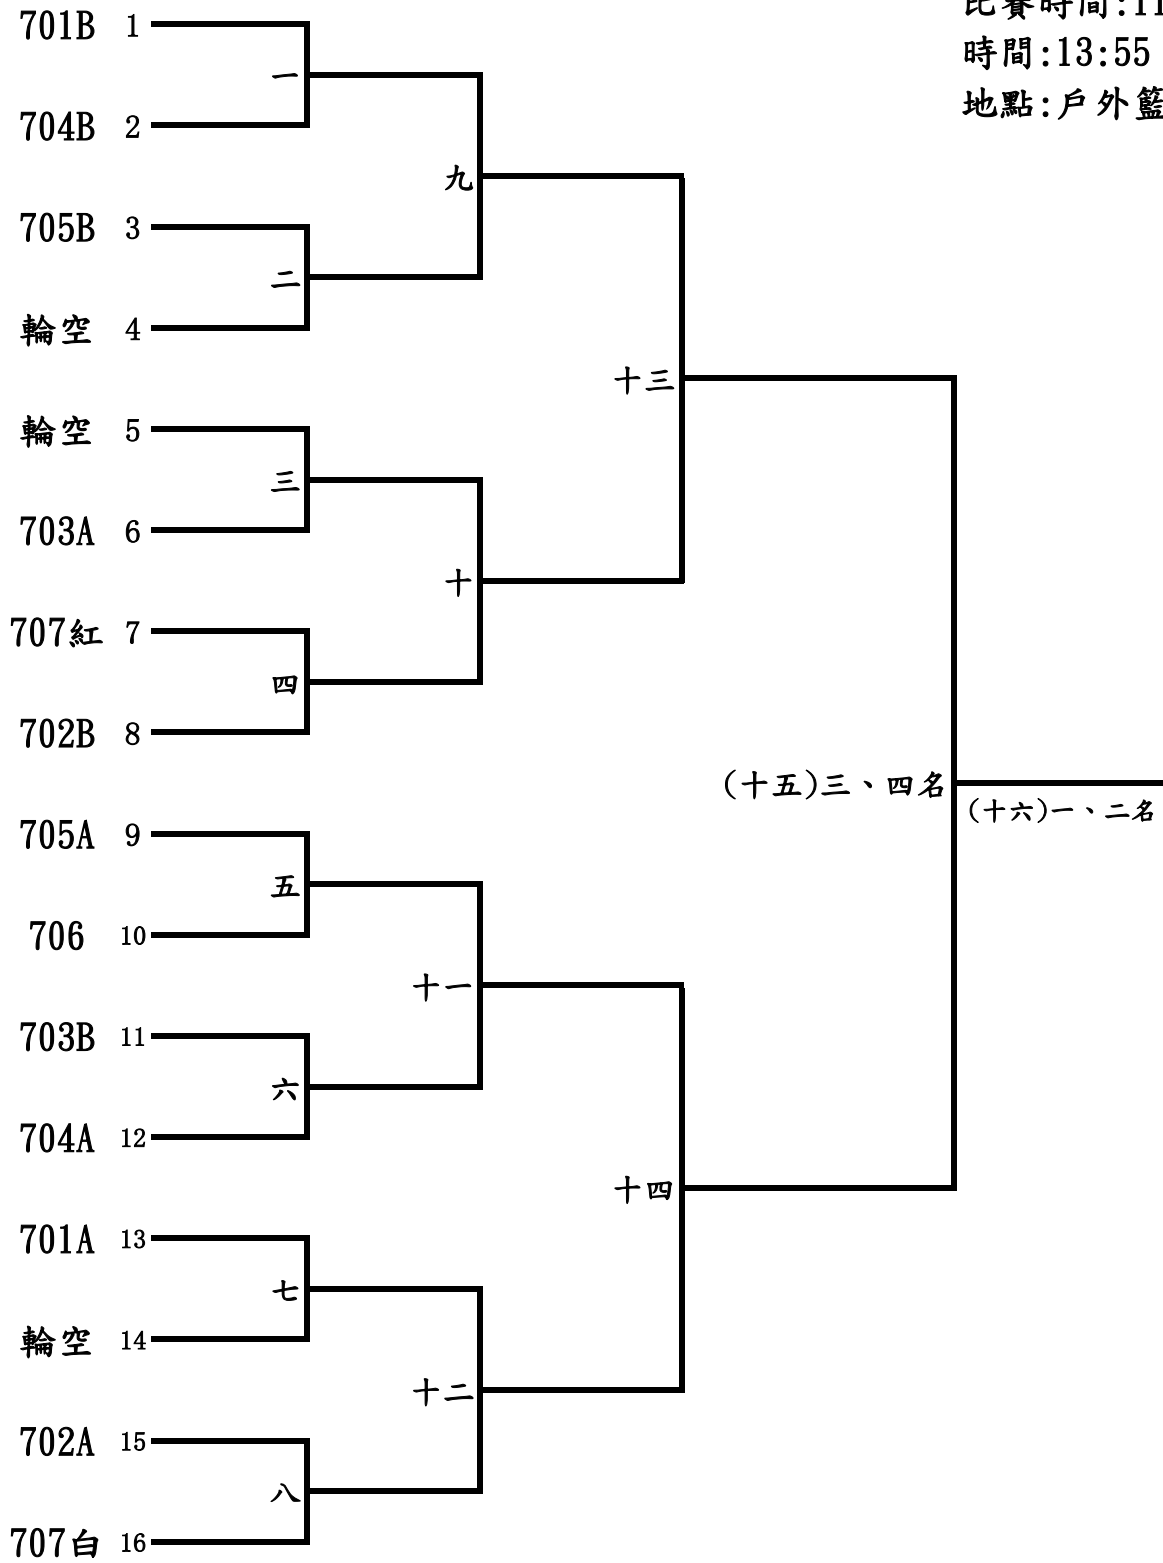 比賽時間:11
時間:13:55
地點:戶外籃
701B 1
一
704B 2
九
705B 3
二
輪空 4
十三
輪空 5
三
703A 6
十
707紅 7
四
702B 8
(十五)三、四名
(十六)一、二名
705A 9
五
706 10
十一
703B 11
六
704A 12
十四
701A 13
七
輪空 14
十二
702A 15
八
707白 16